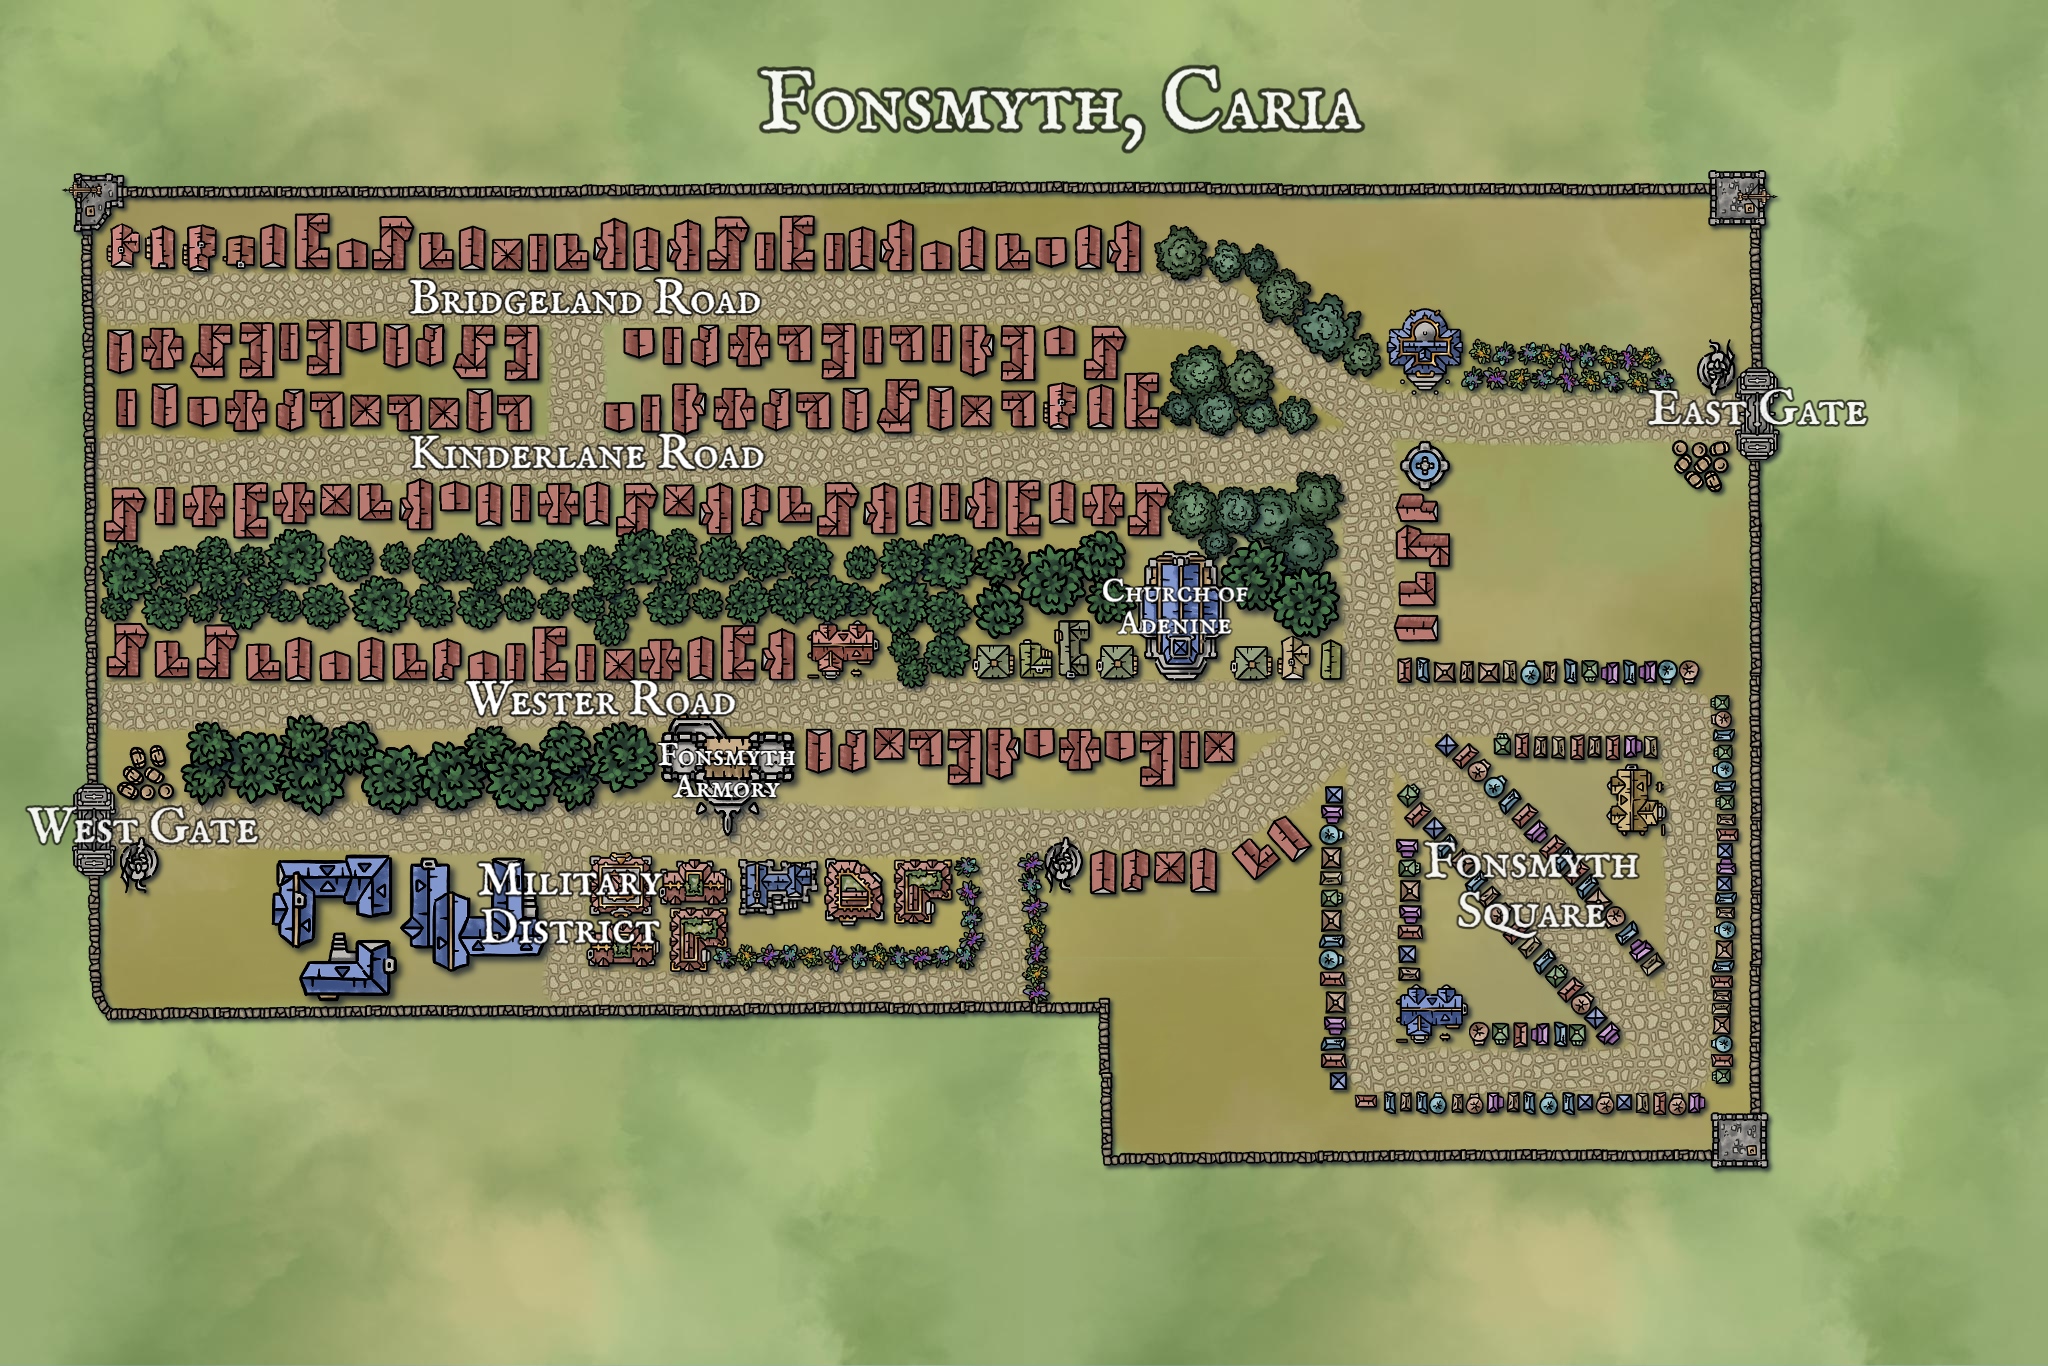 Fonsmyth, Caria
Bridgeland Road
East Gate
Kinderlane Road
Church of
Adenine
Wester Road
Fonsmyth
Armory
West Gate
Military
District
Fonsmyth
Square